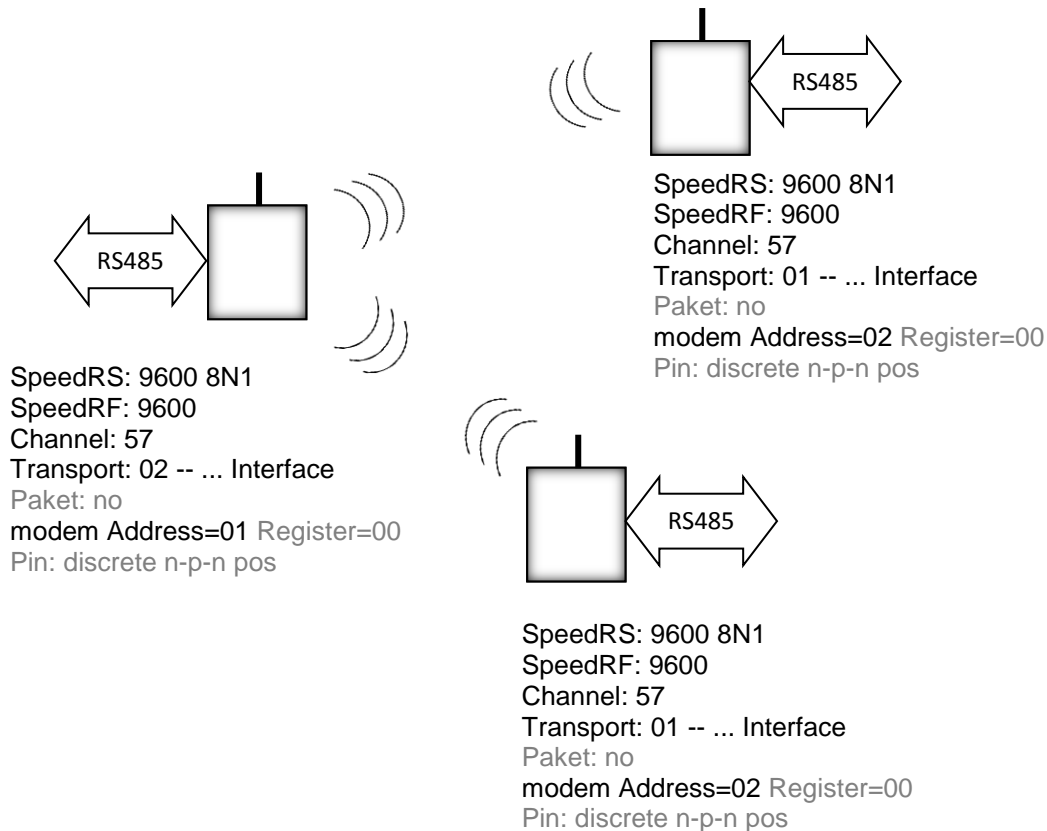 RS485
SpeedRS: 9600 8N1
SpeedRF: 9600
Channel: 57
Transport: 01 -- ... Interface
Paket: no
modem Address=02 Register=00
Pin: discrete n-p-n pos
RS485
SpeedRS: 9600 8N1
SpeedRF: 9600
Channel: 57
Transport: 02 -- ... Interface
Paket: no
modem Address=01 Register=00
Pin: discrete n-p-n pos
RS485
SpeedRS: 9600 8N1
SpeedRF: 9600
Channel: 57
Transport: 01 -- ... Interface
Paket: no
modem Address=02 Register=00
Pin: discrete n-p-n pos